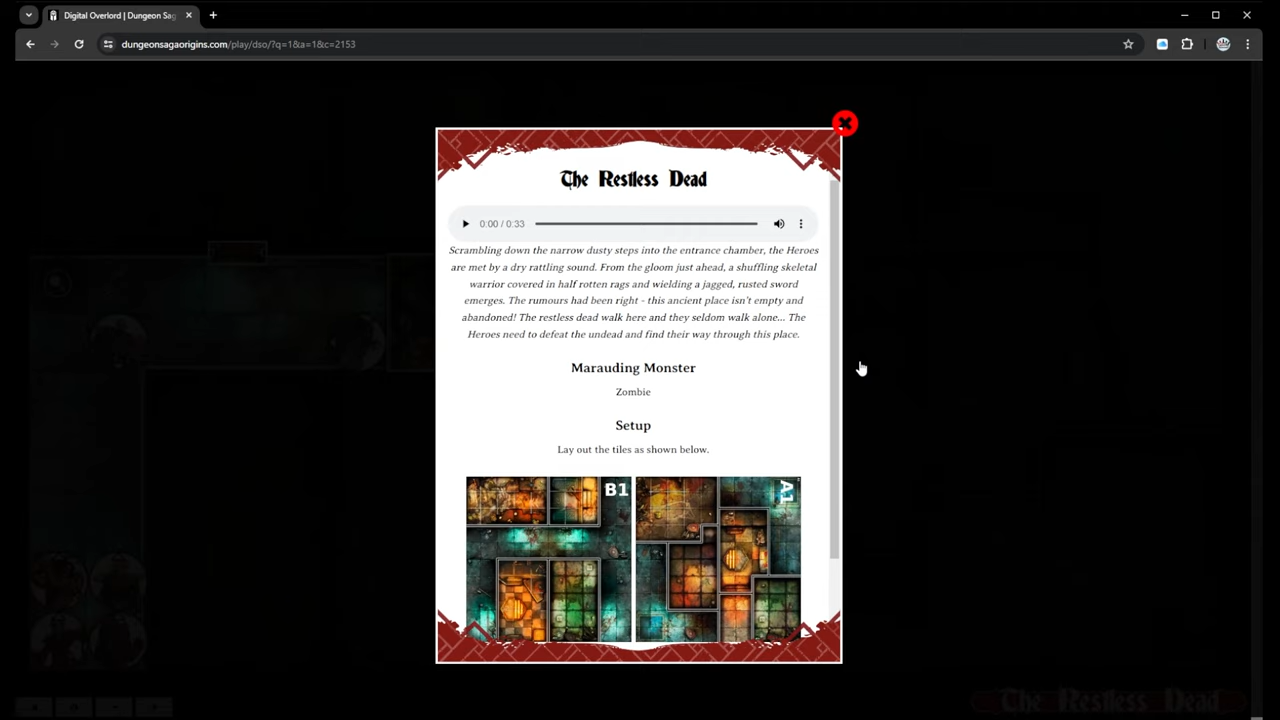 Digital Overlord | Dungeon Sag
dungeonsagaorigins.com/play/dso/?q=1&a=1&c=2153
The Restless Dead
0:00 / 0:33
Scrambling down the narrow dusty steps into the entrance chamber, the Heroes
are met by a dry rattling sound. From the gloom just ahead, a shuffling skeletal
warrior covered in half rotten rags and wielding a jagged, rusted sword
emerges. The rumours had been right - this ancient place isn't empty and
abandoned! The restless dead walk here and they seldom walk alone... The
Heroes need to defeat the undead and find their way through this place.
Marauding Monster
Zombie
Setup
Lay out the tiles as shown below.
B1
A1
The Restless Dead